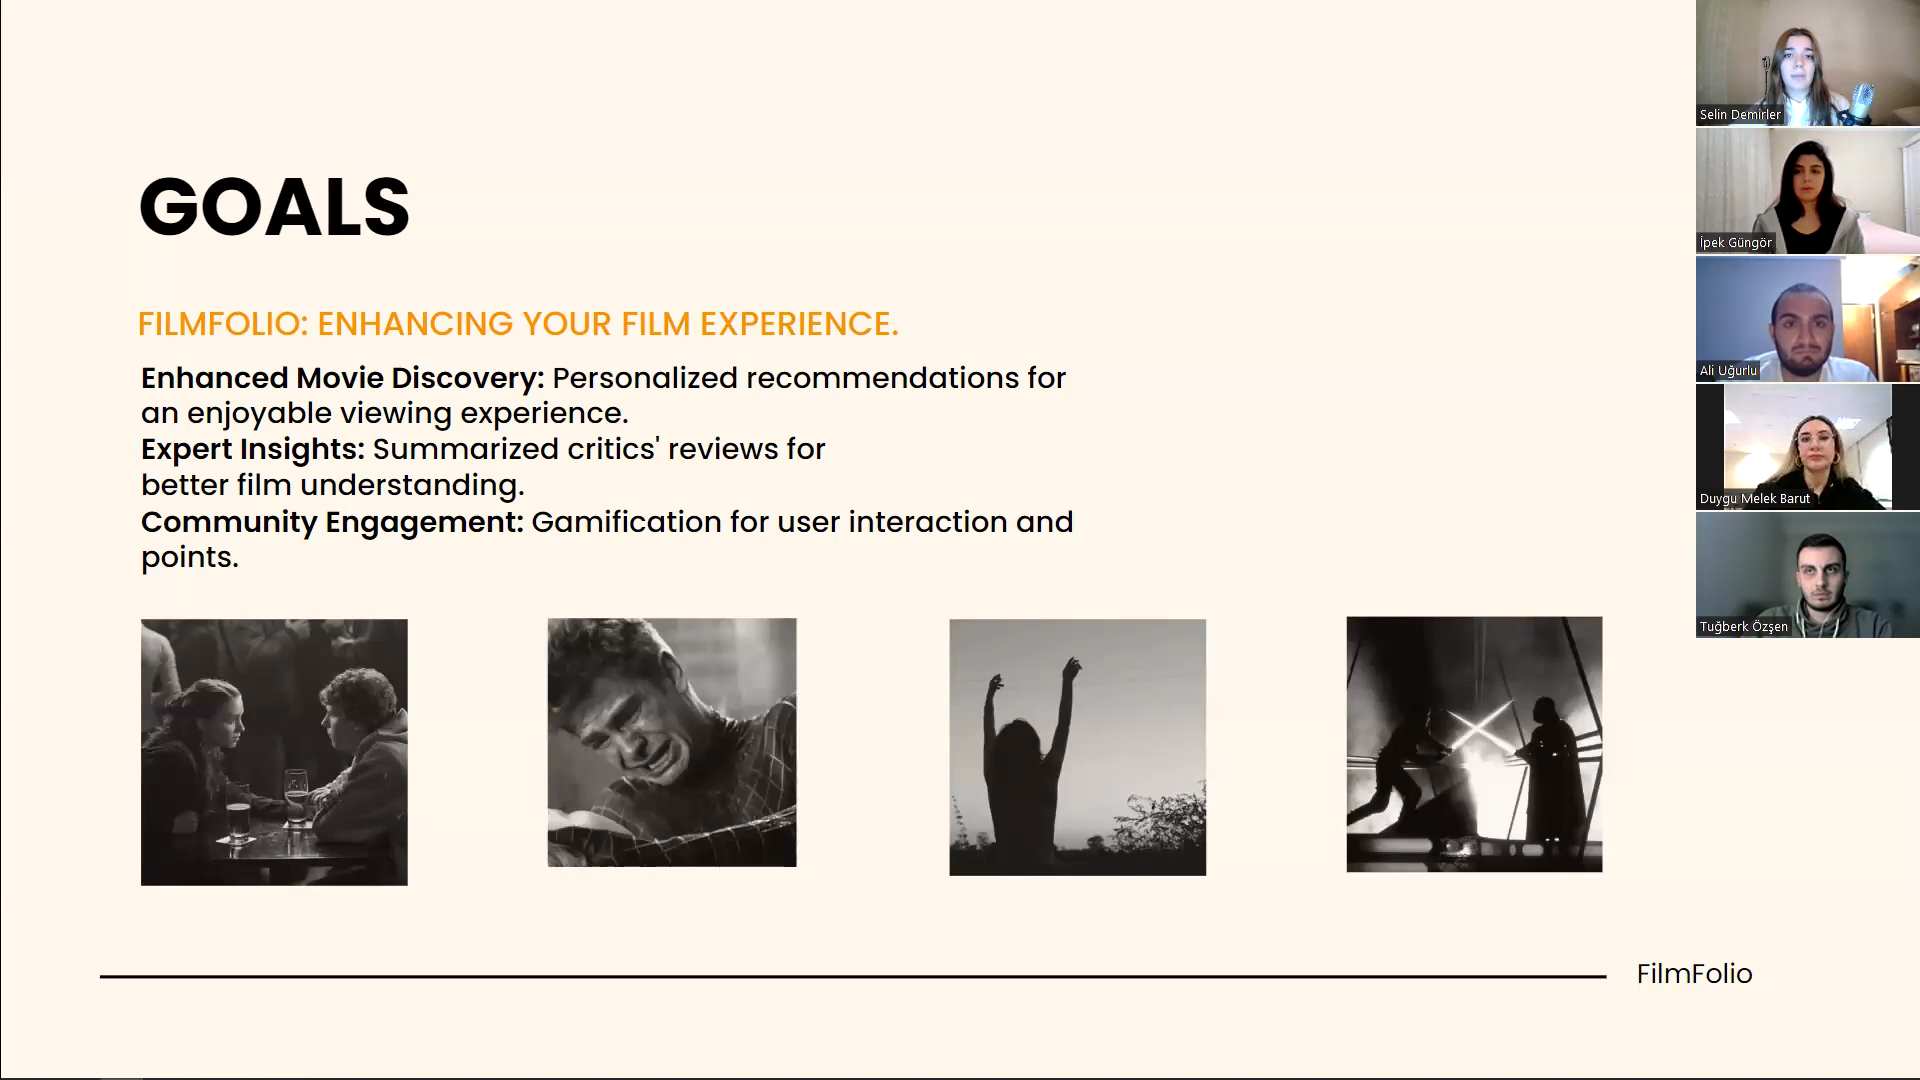 GOALS
FILMFOLIO: ENHANCING YOUR FILM EXPERIENCE.
Enhanced Movie Discovery: Personalized recommendations for
an enjoyable viewing experience.
Expert Insights: Summarized critics' reviews for
better film understanding.
Community Engagement: Gamification for user interaction and
points.
FilmFolio
Selin Demirler
İpek Güngör
Ali Uğurlu
Duygu Melek Barut
Tuğberk Özşen